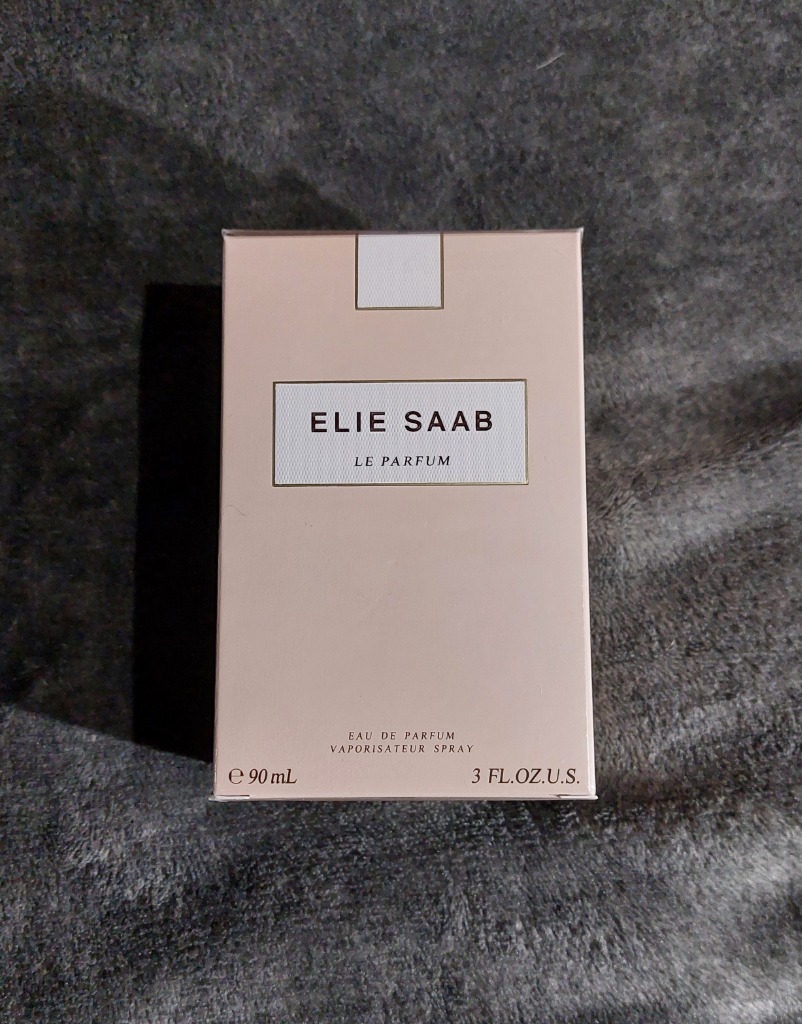 ELIE SAAB
LE PARFUM
EAU DE PARFUM
VAPORISATEUR SPRAY
℮ 90 mL 3 FL.OZ.U.S.